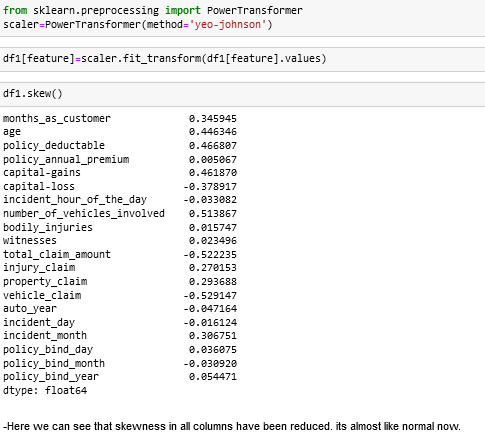 from sklearn.preprocessing import PowerTransformer
scaler=PowerTransformer(method='yeo-johnson')
df1[feature]=scaler.fit_transform(df1[feature].values)
df1.skew()
months_as_customer 0.345945
age 0.446346
policy_deductable 0.466807
policy_annual_premium 0.005067
capital-gains 0.461870
capital-loss -0.378917
incident_hour_of_the_day -0.033082
number_of_vehicles_involved 0.513867
bodily_injuries 0.015747
witnesses 0.023496
total_claim_amount -0.522235
injury_claim 0.270153
property_claim 0.293688
vehicle_claim -0.529147
auto_year -0.047164
incident_day -0.016124
incident_month 0.306751
policy_bind_day 0.036075
policy_bind_month -0.030920
policy_bind_year 0.054471
dtype: float64
-Here we can see that skewness in all columns have been reduced, its almost like normal now.